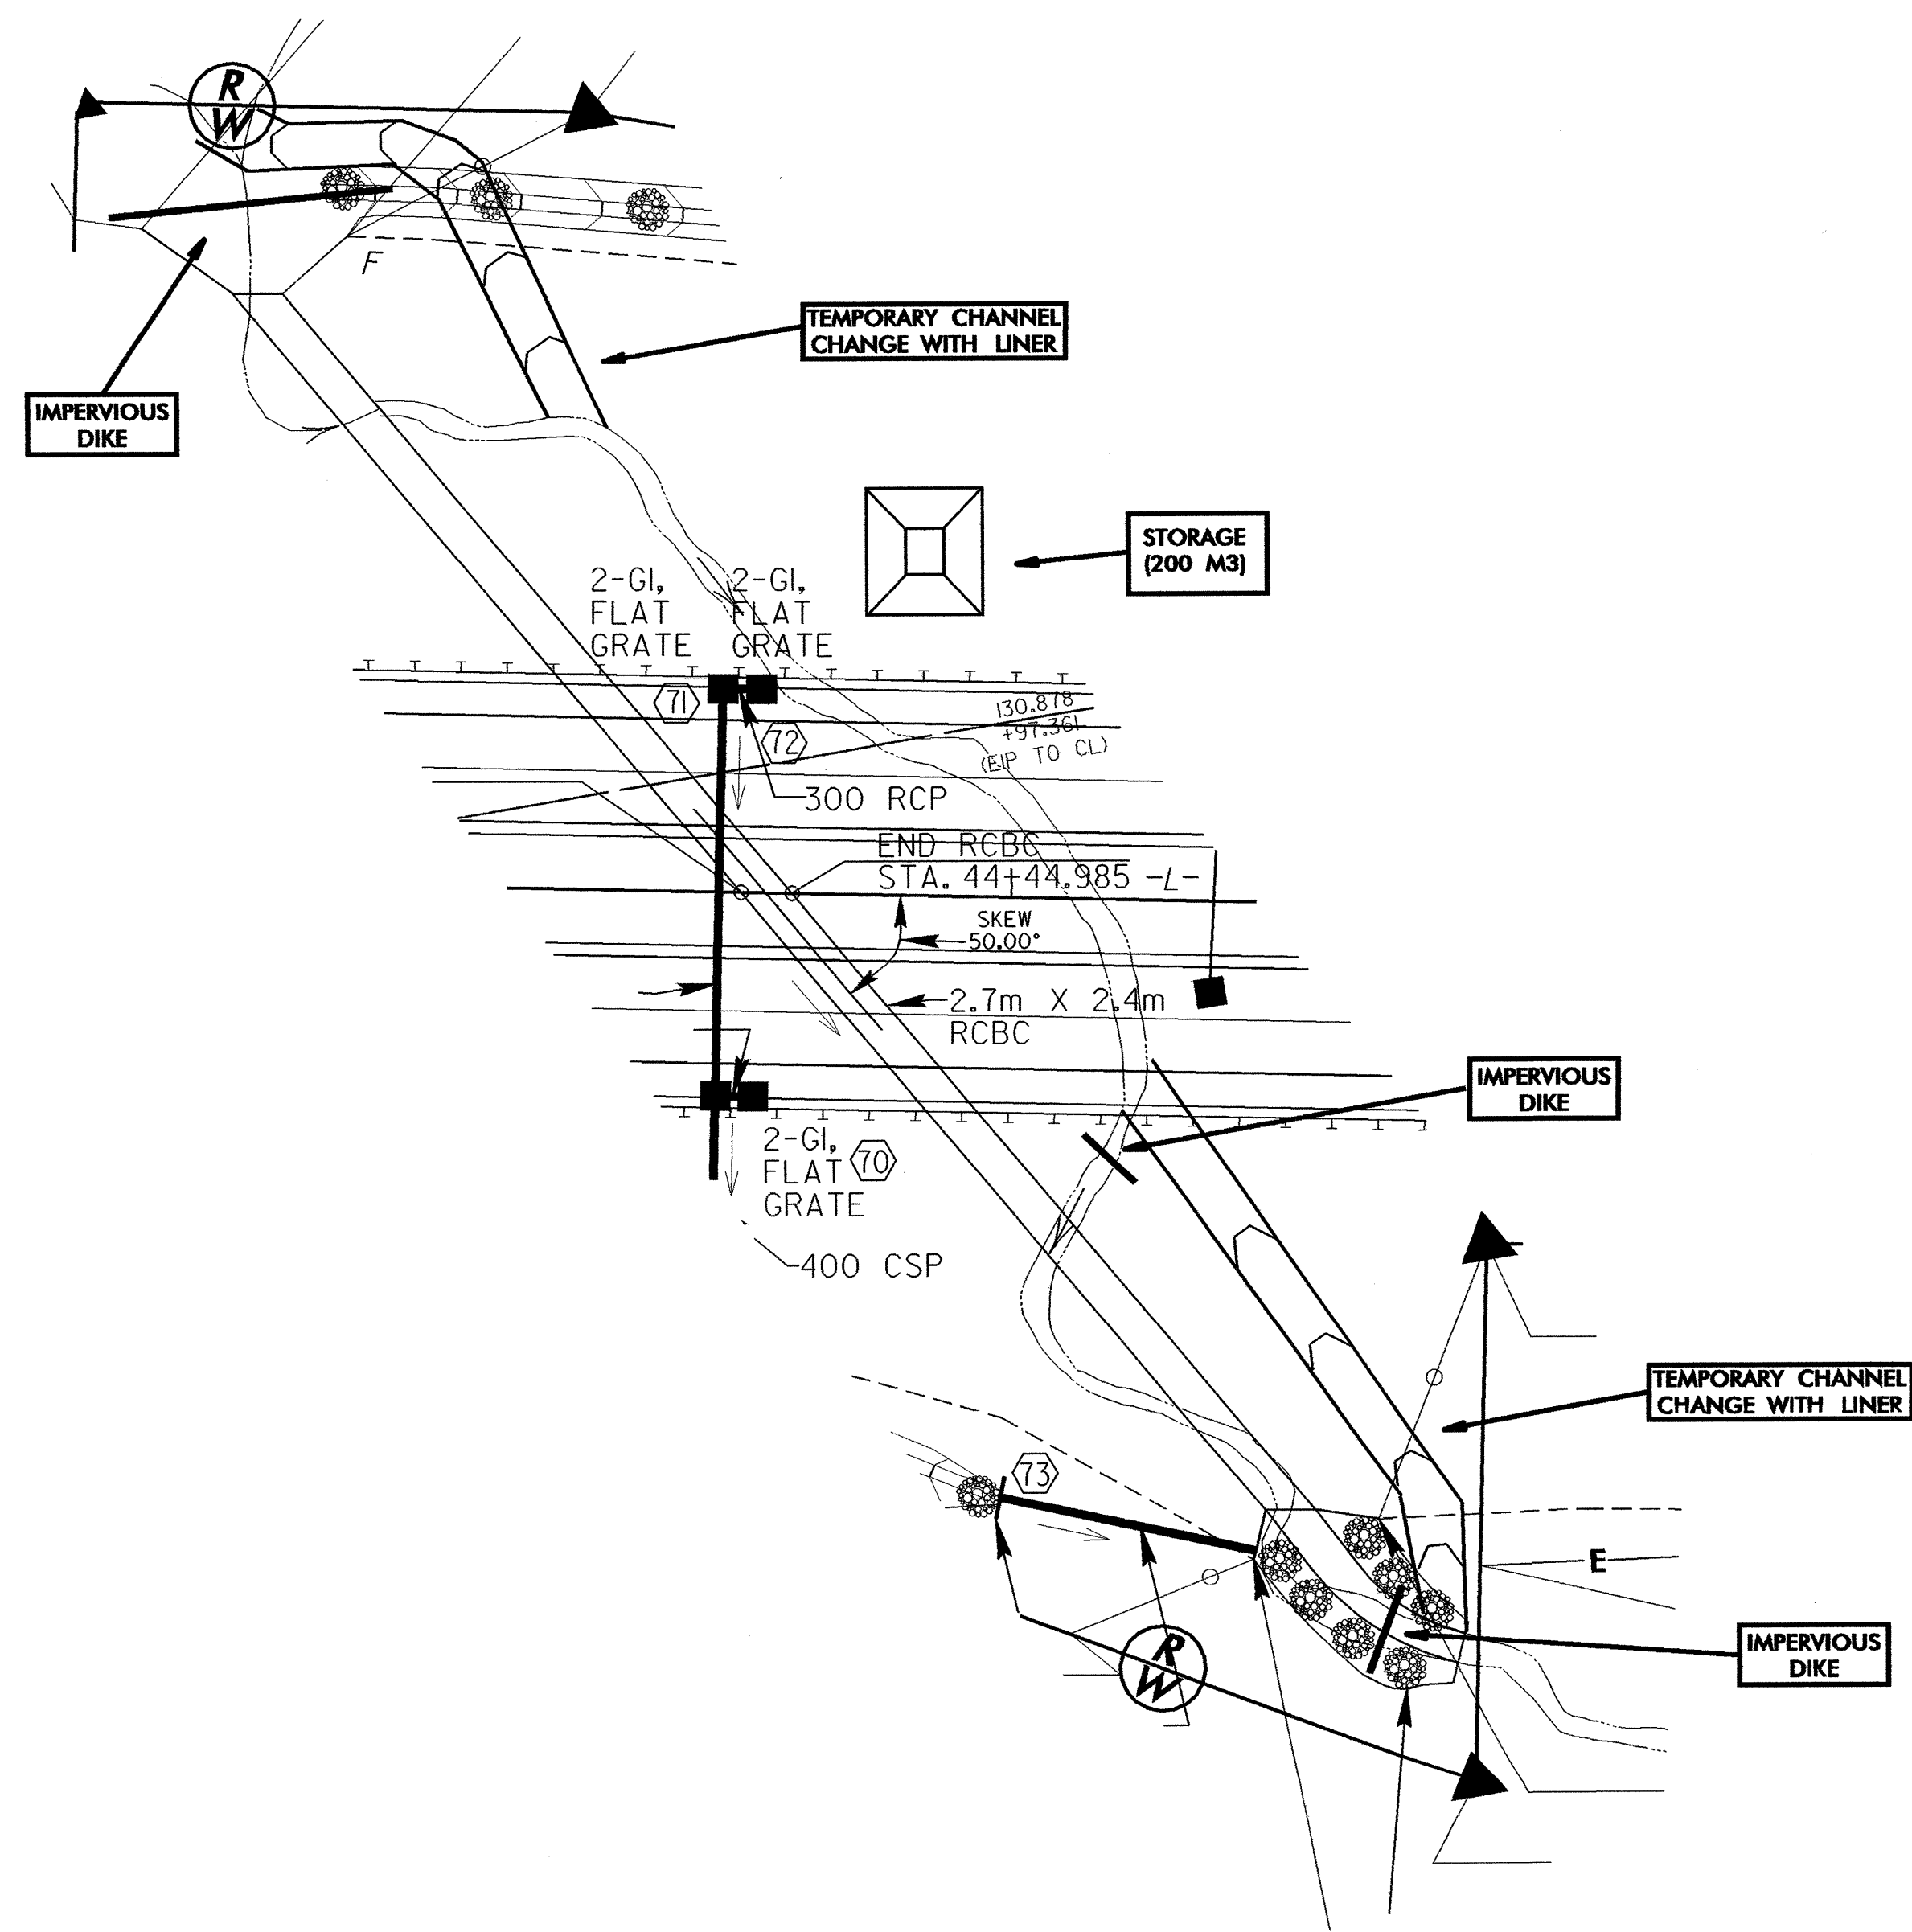 R
W
F
TEMPORARY CHANNEL
CHANGE WITH LINER
IMPERVIOUS
DIKE
STORAGE
(200 M3)
2-GI,
FLAT
GRATE
2-GI,
FLAT
GRATE
71
72
130.878
+97.361
(EIP TO CL)
300 RCP
END RCBC
STA. 44+44.985 -L-
SKEW
50.00°
2.7m X 2.4m
RCBC
IMPERVIOUS
DIKE
2-GI,
FLAT
GRATE
70
400 CSP
TEMPORARY CHANNEL
CHANGE WITH LINER
73
E
IMPERVIOUS
DIKE
R
W